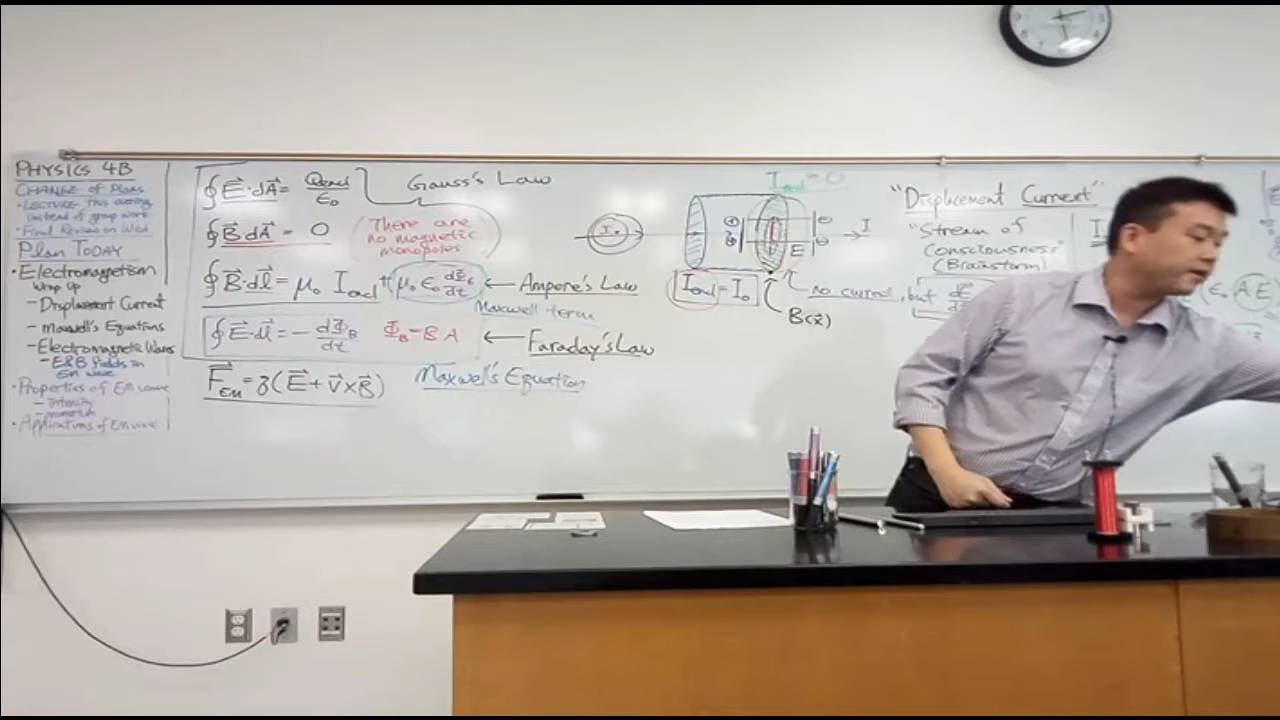 PHYSICS 4B
CHANGE of Plans
• LECTURE this evening
instead of group work
• Final Review on Wed
Plan TODAY
• Electromagnetism
Wrap Up
- Displacement Current
- Maxwell's Equations
- Electromagnetic Waves
- E&B fields in
EM wave
• Properties of EM wave
- Intensity
- momentum
• Applications of EM wave
∮E⃗·dA⃗ = Qencl/ε₀
Gauss's Law
∮B⃗·dA⃗ = 0
(There are
no magnetic
monopoles)
∮B⃗·dl⃗ = μ₀ Iencl + μ₀ε₀ dΦE/dt ← Ampere's Law
Maxwell term
∮E⃗·dl⃗ = - dΦB/dt ΦB = BA ← Faraday's Law
F⃗EM = q(E⃗ + v⃗ × B⃗)
Maxwell's Equation
Iencl = 0
I
E
Iencl = I₀
no current, but
B(x⃗)
"Displacement Current"
"Stream of
Consciousness"
(Brainstorm)